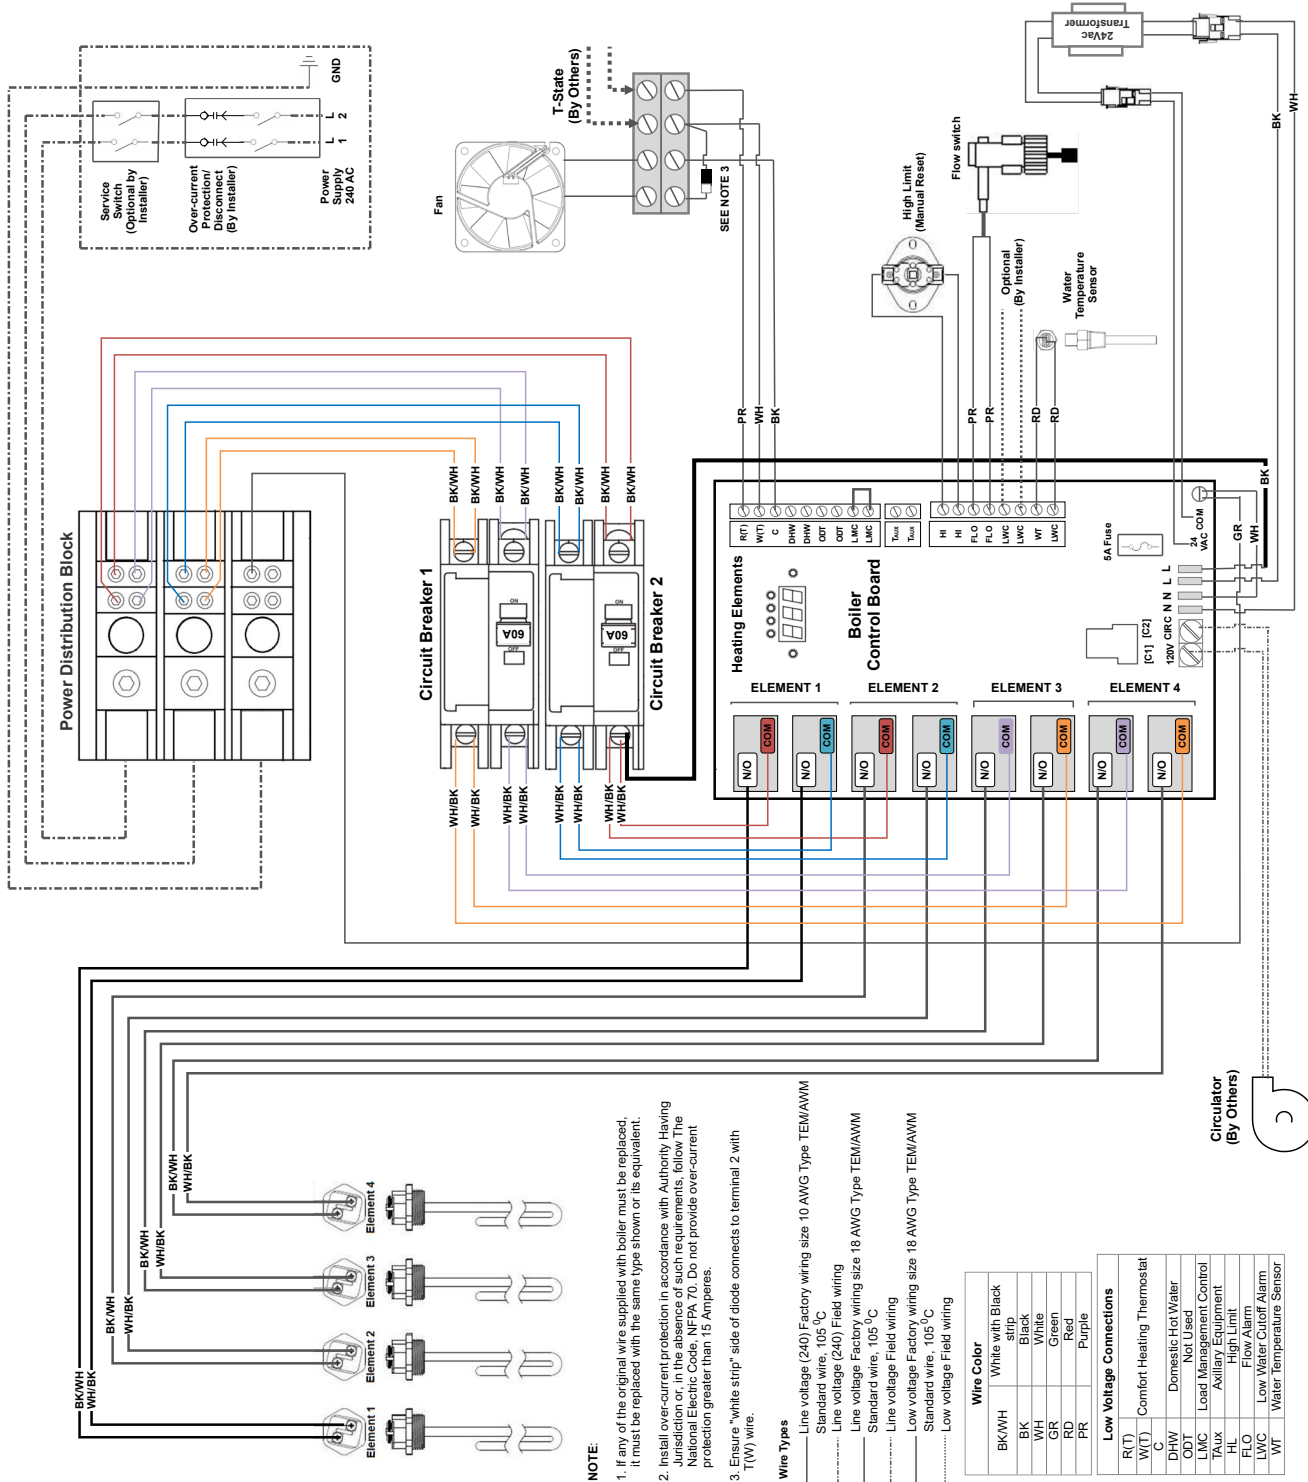 Power Distribution Block
Service
Switch
(Optional by
Installer)
Over-current
Protection/
Disconnect
(By Installer)
Power
Supply
240 AC
L
1
L
2
GND
Fan
T-State
(By Others)
SEE NOTE 3
24Vac
Transformer
Flow switch
High Limit
(Manual Reset)
Optional
(By Installer)
Water
Temperature
Sensor
BK
WH
PR
WH
BK
PR
PR
RD
RD
BK
BK/WH
BK/WH
BK/WH
BK/WH
BK/WH
BK/WH
BK/WH
BK/WH
Circuit Breaker 1
ON
60A
OFF
Circuit Breaker 2
ON
60A
OFF
WH/BK
WH/BK
WH/BK
WH/BK
WH/BK
WH/BK
WH/BK
WH/BK
R(T)
W(T)
C
DHW
DHW
ODT
ODT
LMC
LMC
TAUX
TAUX
HI
HI
FLO
FLO
LWC
LWC
WT
LWC
Heating Elements
Boiler
Control Board
5A Fuse
24
VAC
COM
GR
WH
L
L
N
N
120V CIRC
[C1]
[C2]
ELEMENT 1
ELEMENT 2
ELEMENT 3
ELEMENT 4
N/O
COM
N/O
COM
N/O
COM
N/O
COM
N/O
COM
N/O
COM
N/O
COM
N/O
COM
Circulator
(By Others)
BK/WH
WH/BK
BK/WH
WH/BK
BK/WH
WH/BK
BK/WH
WH/BK
Element 1
Element 2
Element 3
Element 4
NOTE:
1. If any of the original wire supplied with boiler must be replaced,
it must be replaced with the same type shown or its equivalent.
2. Install over-current protection in accordance with Authority Having
Jurisdiction or, in the absence of such requirements, follow The
National Electric Code, NFPA 70. Do not provide over-current
protection greater than 15 Amperes.
3. Ensure "white strip" side of diode connects to terminal 2 with
T(W) wire.
Wire Types
Line voltage (240) Factory wiring size 10 AWG Type TEM/AWM
Standard wire, 105 ⁰C
Line voltage (240) Field wiring
Line voltage Factory wiring size 18 AWG Type TEM/AWM
Standard wire, 105 ⁰C
Line voltage Field wiring
Low voltage Factory wiring size 18 AWG Type TEM/AWM
Standard wire, 105 ⁰C
Low voltage Field wiring
Wire Color
BK/WH White with Black
strip
BK Black
WH White
GR Green
RD Red
PR Purple
Low Voltage Connections
R(T)
W(T) Comfort Heating Thermostat
C
DHW Domestic Hot Water
ODT Not Used
LMC Load Management Control
TAux Axillary Equipment
HL High Limit
FLO Flow Alarm
LWC Low Water Cutoff Alarm
WT Water Temperature Sensor